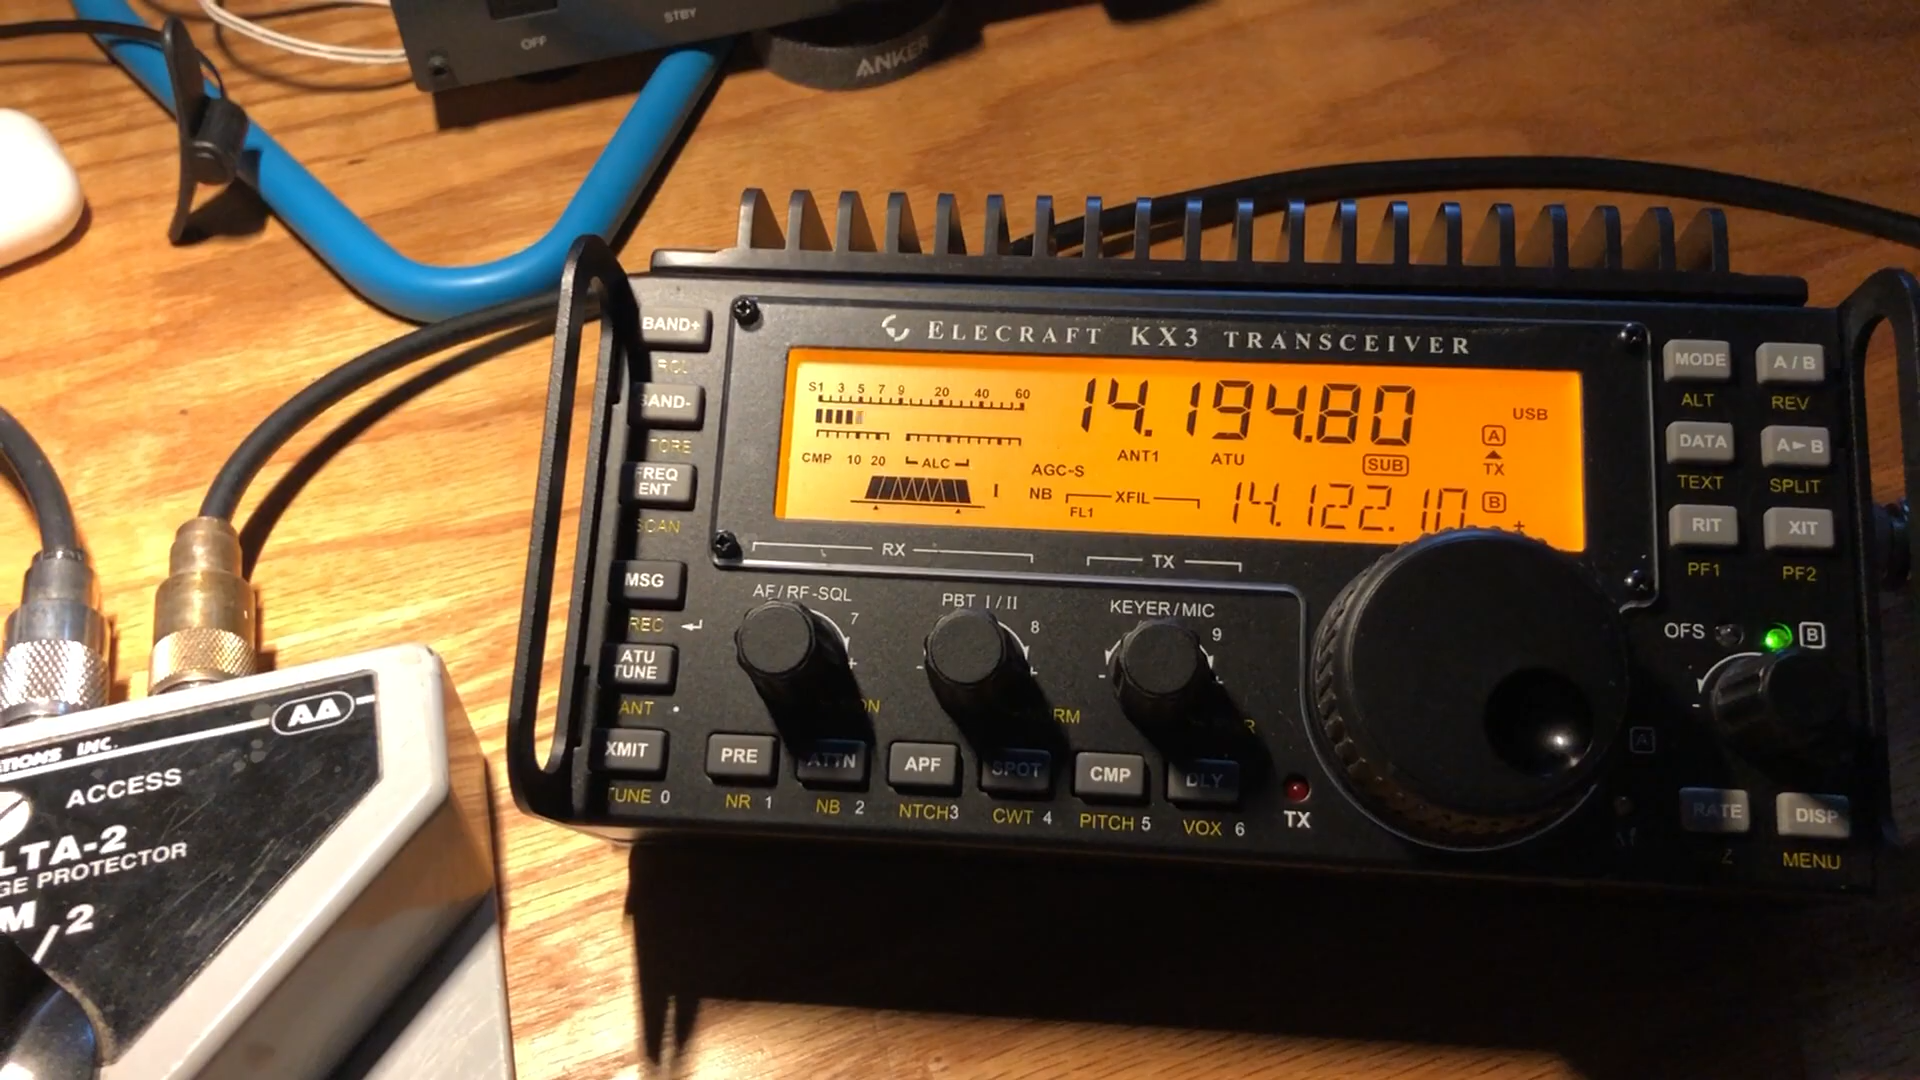 OFF
STBY
ANKER
ELECRAFT KX3 TRANSCEIVER
S1 3 5 7 9 20 40 60
14.194.80
USB
A
TX
ANT1 ATU SUB
CMP 10 20 ALC
AGC-S
NB XFIL
FL1
I
14.122.10
B
+
BAND+
BAND-
FREQ
ENT
SCAN
MSG
REC
ATU
TUNE
ANT
XMIT
TUNE 0
RX
TX
AF/RF-SQL
7
+
PBT I/II
8
- +
KEYER/MIC
9
-
PRE
NR 1
ATTN
NB 2
APF
NTCH 3
SPOT
CWT 4
CMP
PITCH 5
DLY
VOX 6
TX
MODE
ALT
A/B
REV
DATA
TEXT
A►B
SPLIT
RIT
PF1
XIT
PF2
OFS
B
-
A
RATE
DISP
MENU
AA
INC.
ACCESS
LTA-2
GE PROTECTOR
M
/2